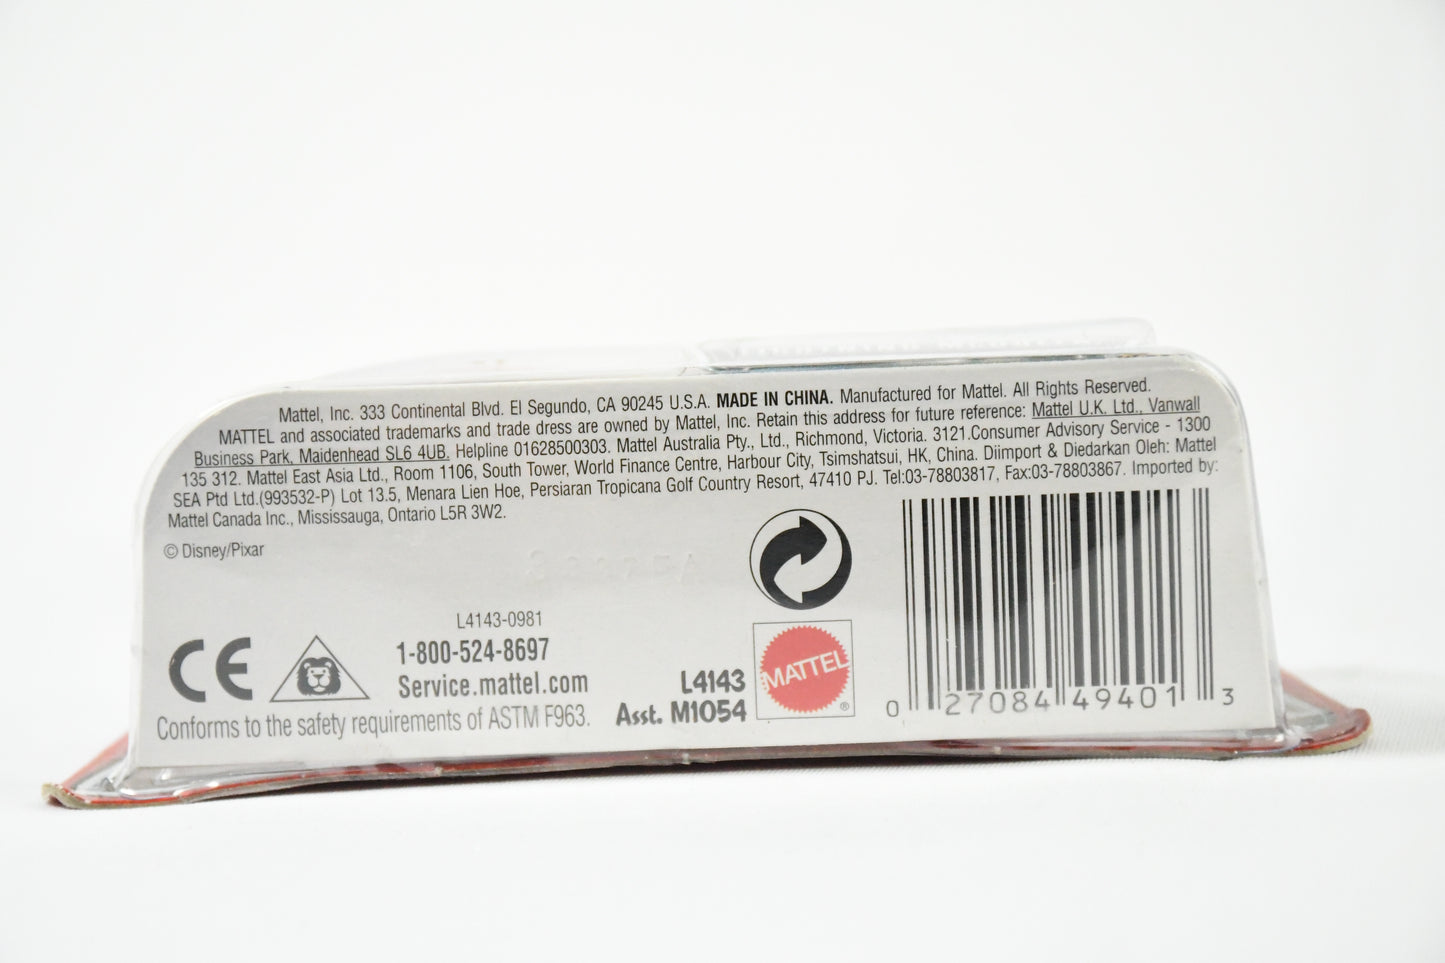 Mattel, Inc. 333 Continental Blvd. El Segundo, CA 90245 U.S.A. MADE IN CHINA. Manufactured for Mattel. All Rights Reserved.
MATTEL and associated trademarks and trade dress are owned by Mattel, Inc. Retain this address for future reference: Mattel U.K. Ltd., Vanwall
Business Park, Maidenhead SL6 4UB. Helpline 01628500303. Mattel Australia Pty., Ltd., Richmond, Victoria. 3121.Consumer Advisory Service - 1300
135 312. Mattel East Asia Ltd., Room 1106, South Tower, World Finance Centre, Harbour City, Tsimshatsui, HK, China. Diimport & Diedarkan Oleh: Mattel
SEA Ptd Ltd.(993532-P) Lot 13.5, Menara Lien Hoe, Persiaran Tropicana Golf Country Resort, 47410 PJ. Tel:03-78803817, Fax:03-78803867. Imported by:
Mattel Canada Inc., Mississauga, Ontario L5R 3W2.
© Disney/Pixar
L4143-0981
CE
1-800-524-8697
Service.mattel.com
Conforms to the safety requirements of ASTM F963.
L4143
Asst. M1054
MATTEL
®
0 27084 49401 3